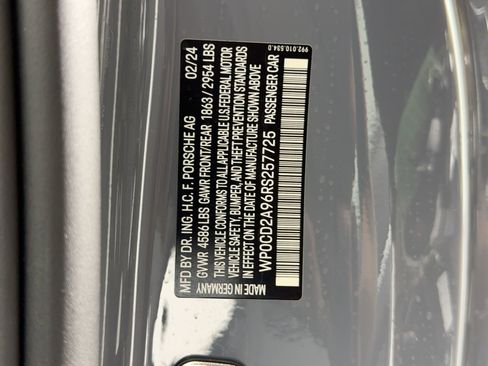 MFD BY DR. ING. H.C. F. PORSCHE AG 02/24
GVWR 4586 LBS GAWR FRONT/REAR 1863/2954 LBS
THIS VEHICLE CONFORMS TO ALL APPLICABLE U.S.FEDERAL MOTOR
VEHICLE SAFETY, BUMPER, AND THEFT PREVENTION STANDARDS
IN EFFECT ON THE DATE OF MANUFACTURE SHOWN ABOVE
WP0CD2A96RS257725 PASSENGER CAR
MADE IN GERMANY
992.010.534.0